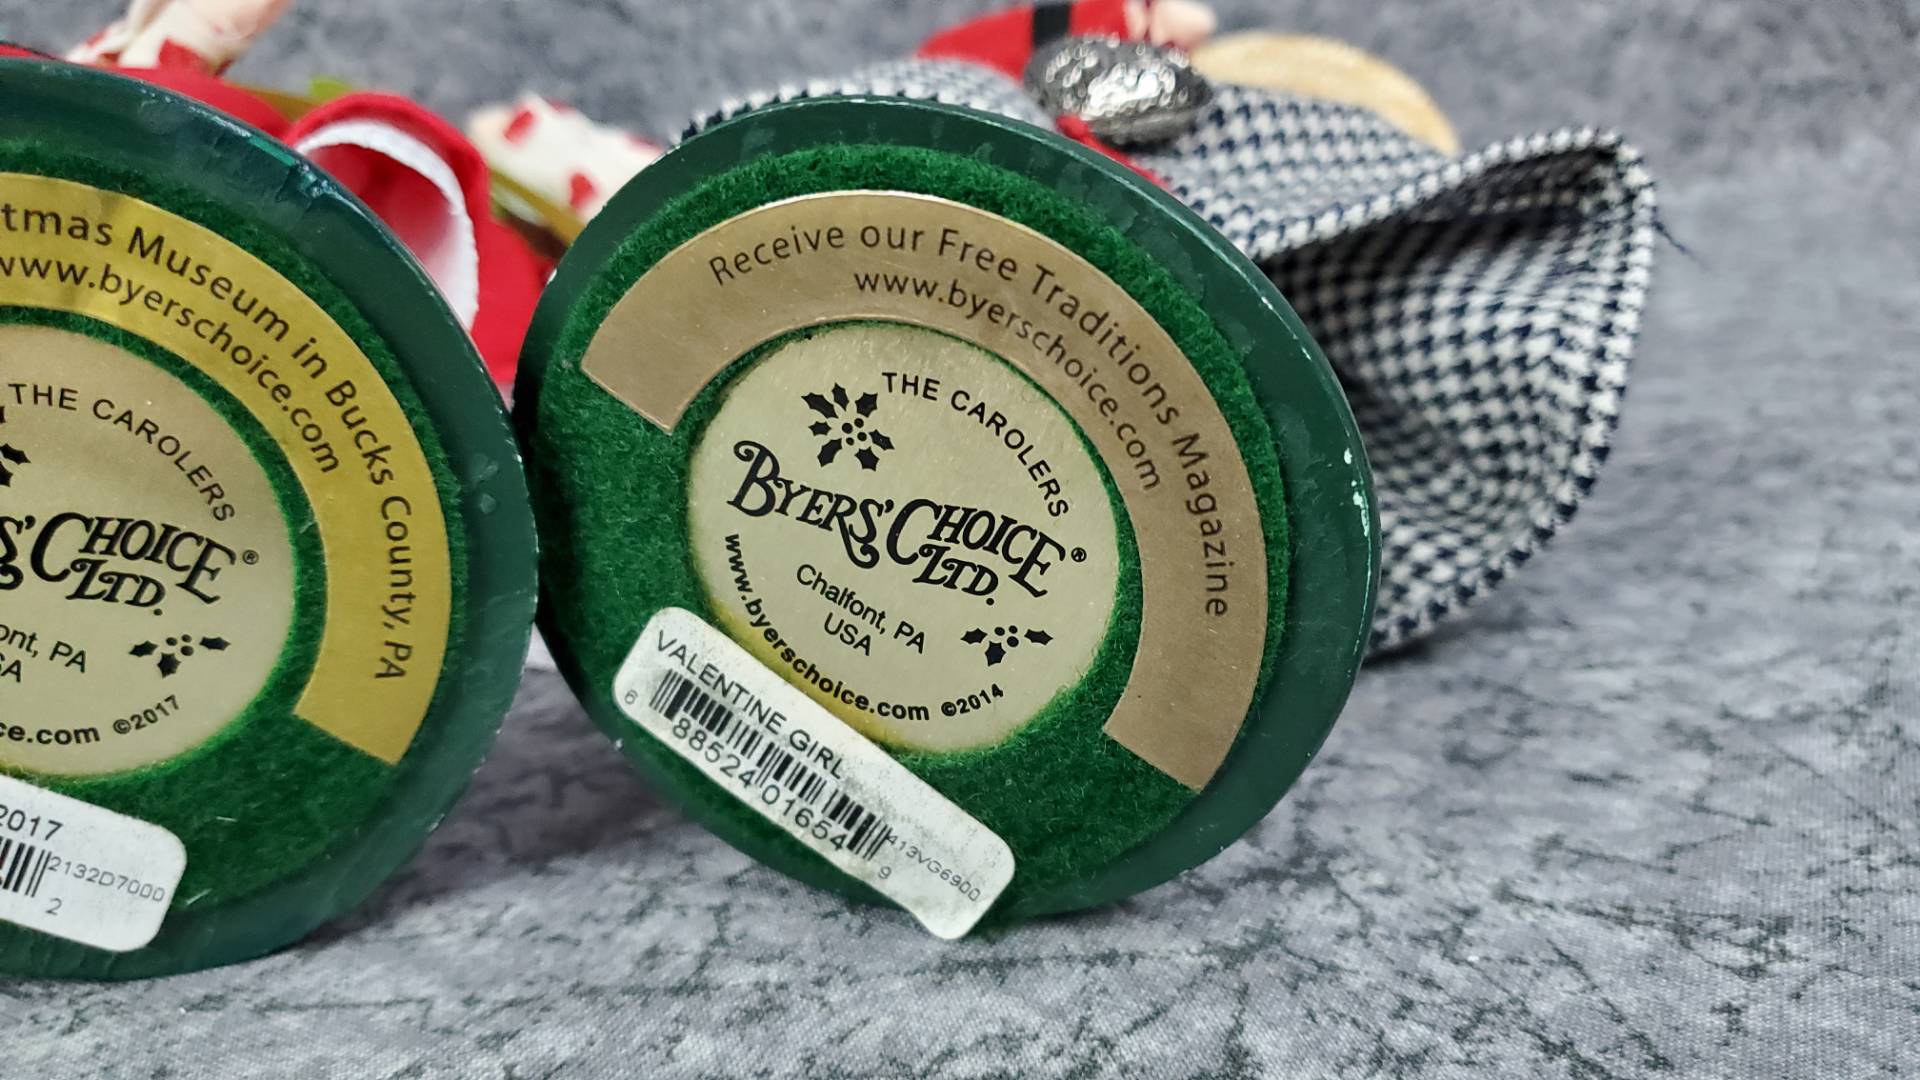 tmas Museum in Bucks County, PA
www.byerschoice.com
THE CAROLERS
CHOICE®
LTD.
PA
©2017
2017
2132D7000
2
Receive our Free Traditions Magazine
www.byerschoice.com
THE CAROLERS
BYERS' CHOICE®
LTD.
Chalfont, PA
USA
www.byerschoice.com ©2014
VALENTINE GIRL
6 88524 01654 9
413VG6900